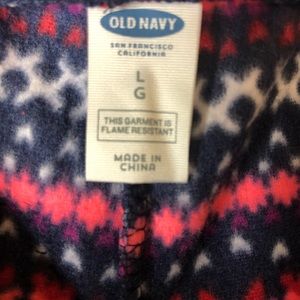 OLD NAVY
SAN FRANCISCO
CALIFORNIA
L
G
THIS GARMENT IS
FLAME RESISTANT
MADE IN
CHINA